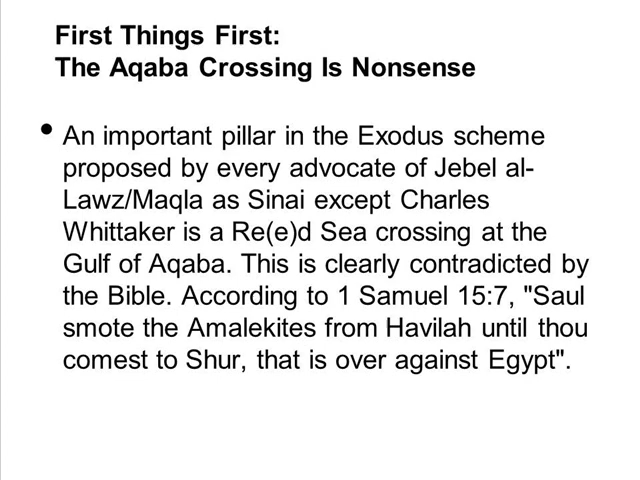 First Things First:
The Aqaba Crossing Is Nonsense
• An important pillar in the Exodus scheme
proposed by every advocate of Jebel al-
Lawz/Maqla as Sinai except Charles
Whittaker is a Re(e)d Sea crossing at the
Gulf of Aqaba. This is clearly contradicted by
the Bible. According to 1 Samuel 15:7, "Saul
smote the Amalekites from Havilah until thou
comest to Shur, that is over against Egypt".